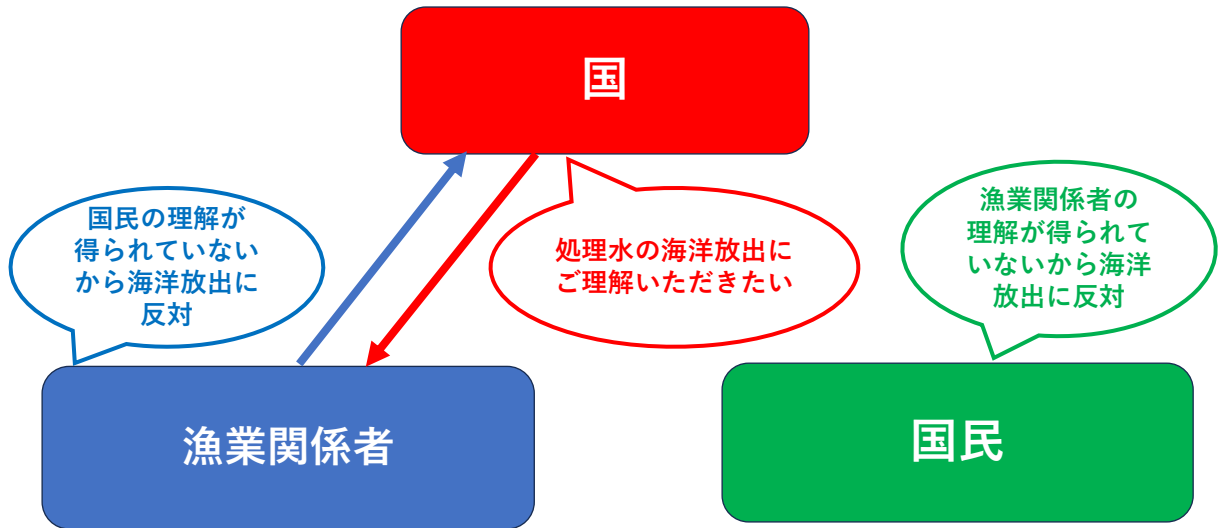 国
国民の理解が
得られていない
から海洋放出に
反対
処理水の海洋放出に
ご理解いただきたい
漁業関係者の
理解が得られて
いないから海洋
放出に反対
漁業関係者
国民